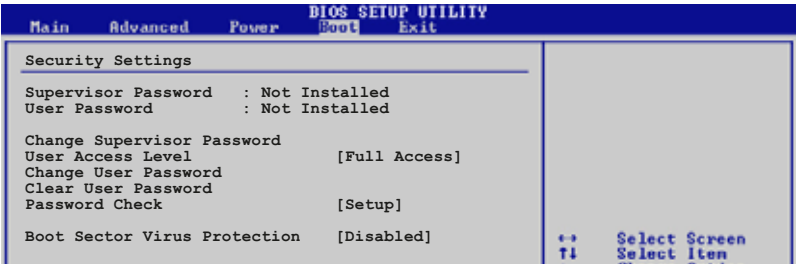 BIOS SETUP UTILITY
Main Advanced Power Boot Exit
Security Settings
Supervisor Password : Not Installed
User Password : Not Installed
Change Supervisor Password
User Access Level [Full Access]
Change User Password
Clear User Password
Password Check [Setup]
Boot Sector Virus Protection [Disabled]
↔ Select Screen
↑↓ Select Item